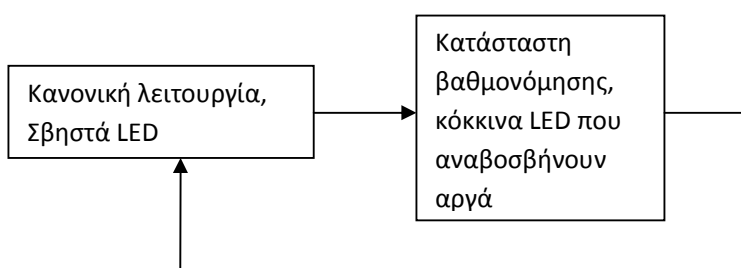 Κανονική λειτουργία,
Σβηστά LED
Κατάσταστη
βαθμονόμησης,
κόκκινα LED που
αναβοσβήνουν
αργά